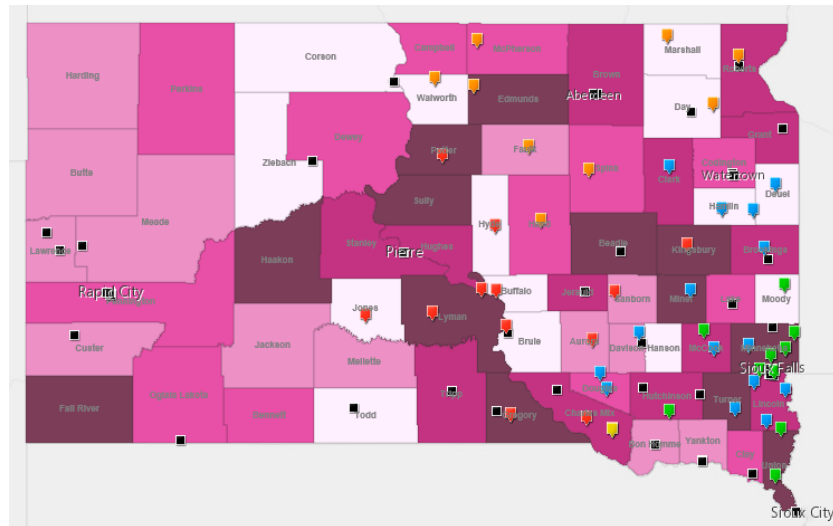 Harding
Perkins
Corson
Campbell
McPherson
Brown
Marshall
Roberts
Walworth
Edmunds
Aberdeen
Day
Dewey
Ziebach
Potter
Faulk
Spink
Grant
Clark
Codington
Watertown
Butte
Meade
Sully
Hyde
Hand
Hamlin
Deuel
Lawrence
Haakon
Stanley
Hughes
Pierre
Beadle
Kingsbury
Brookings
Rapid City
Jones
Lyman
Buffalo
Jerauld
Sanborn
Miner
Lake
Moody
Custer
Jackson
Brule
Aurora
Davison
Hanson
McCook
Minnehaha
Sioux Falls
Mellette
Fall River
Oglala Lakota
Bennett
Todd
Tripp
Gregory
Charles Mix
Douglas
Hutchinson
Turner
Lincoln
Bon Homme
Yankton
Clay
Union
Sioux City